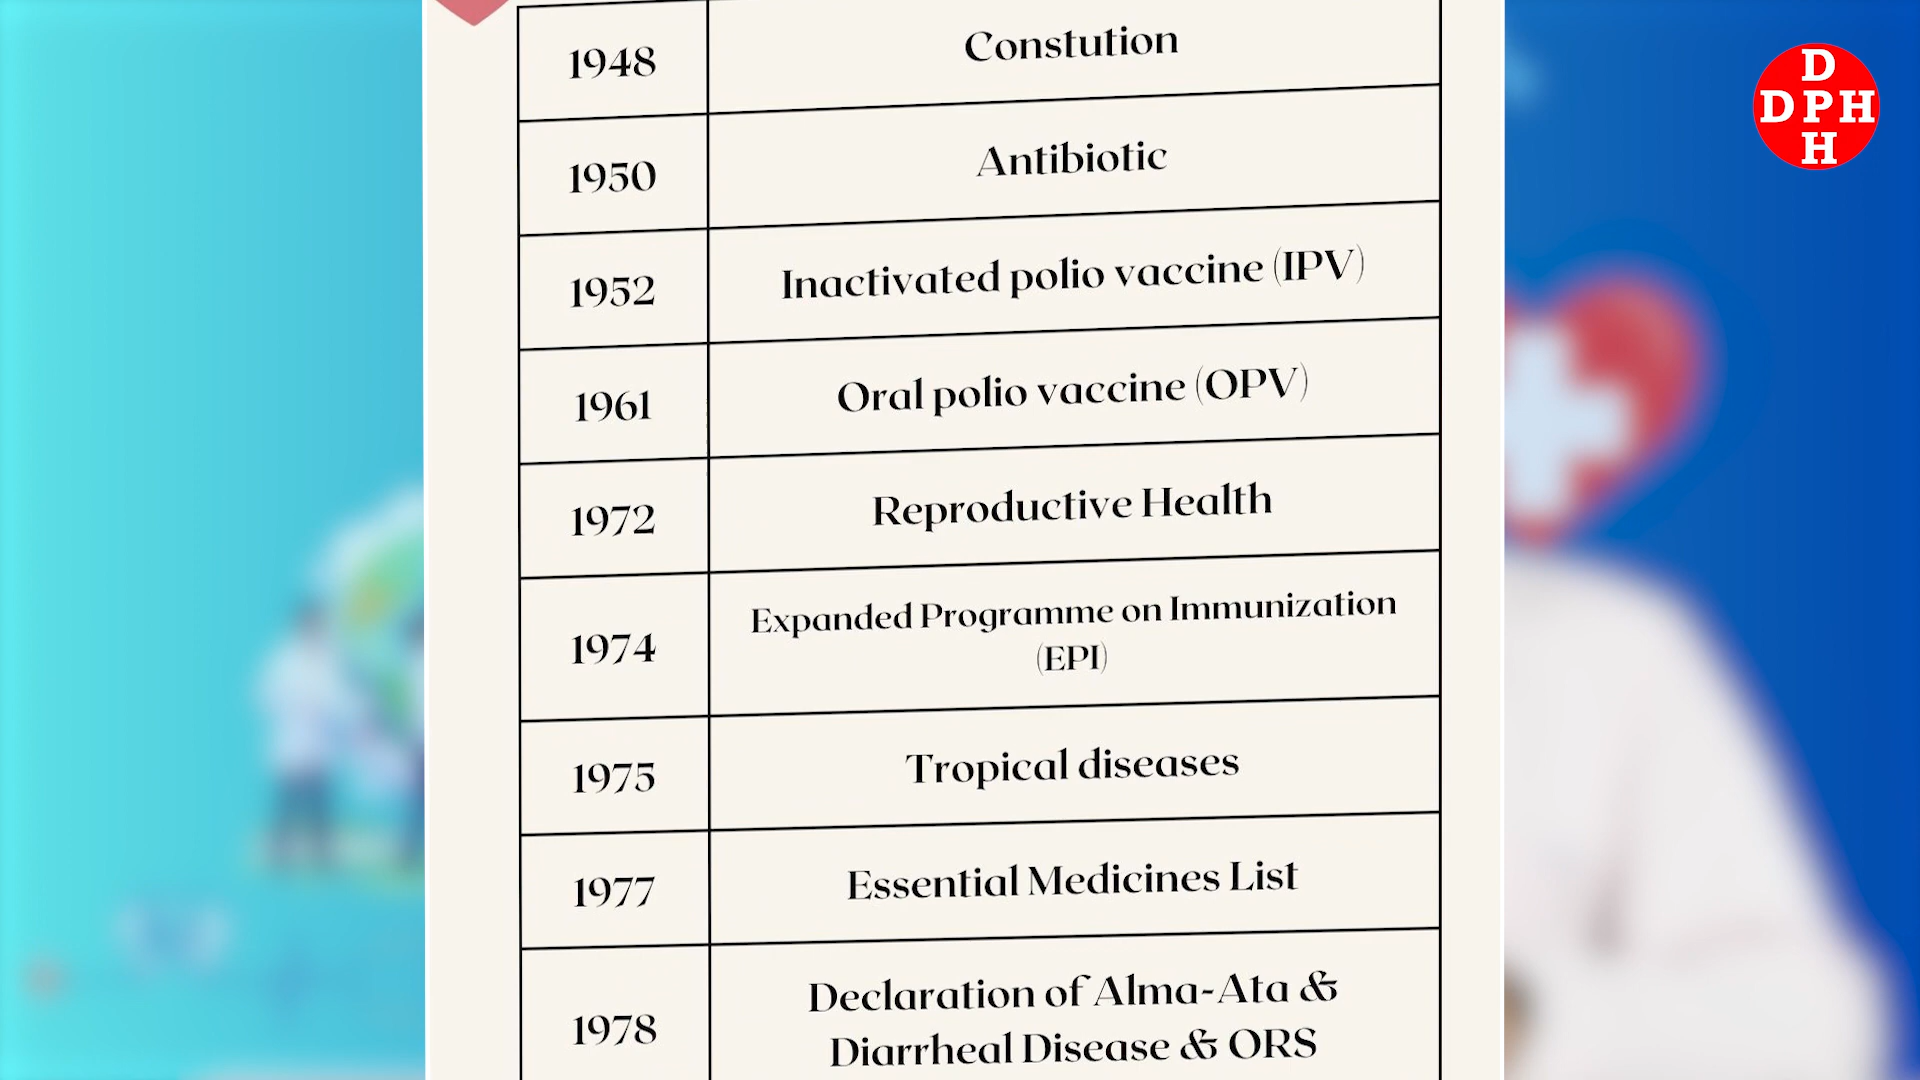 1948 Constution
1950 Antibiotic
1952 Inactivated polio vaccine (IPV)
1961 Oral polio vaccine (OPV)
1972 Reproductive Health
1974 Expanded Programme on Immunization
(EPI)
1975 Tropical diseases
1977 Essential Medicines List
1978 Declaration of Alma-Ata &
Diarrheal Disease & ORS
D
DPH
H